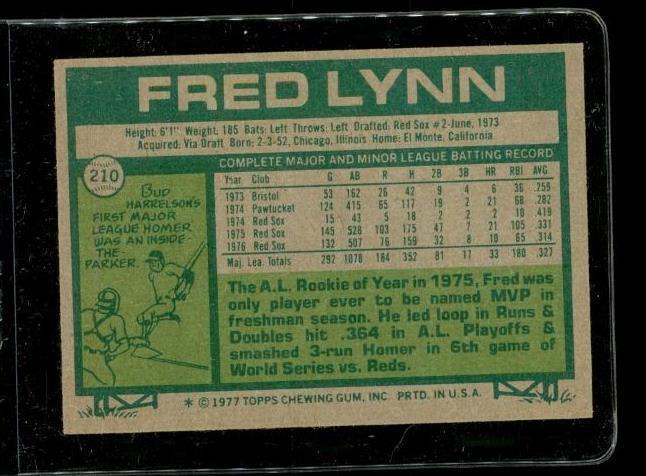 FRED LYNN
Height: 6'1" Weight: 185 Bats: Left Throws: Left Drafted: Red Sox #2-June, 1973
Acquired: Via Draft Born: 2-3-52, Chicago, Illinois Home: El Monte, California
210
COMPLETE MAJOR AND MINOR LEAGUE BATTING RECORD
Year Club G AB R H 2B 3B HR RBI AVG.
1973 Bristol 53 162 26 42 9 4 6 36 .259
1974 Pawtucket 124 415 65 117 19 2 21 68 .282
1974 Red Sox 15 43 5 18 2 2 2 10 .419
1975 Red Sox 145 528 103 175 47 7 21 105 .331
1976 Red Sox 132 507 76 159 32 8 10 65 .314
Maj. Lea. Totals 292 1078 184 352 81 17 33 180 .327
BUD
HARRELSON'S
FIRST MAJOR
LEAGUE HOMER
WAS AN INSIDE-
THE-
PARKER.
The A.L. Rookie of Year in 1975, Fred was
only player ever to be named MVP in
freshman season. He led loop in Runs &
Doubles hit .364 in A.L. Playoffs &
smashed 3-run Homer in 6th game of
World Series vs. Reds.
* © 1977 TOPPS CHEWING GUM, INC. PRTD. IN U.S.A.